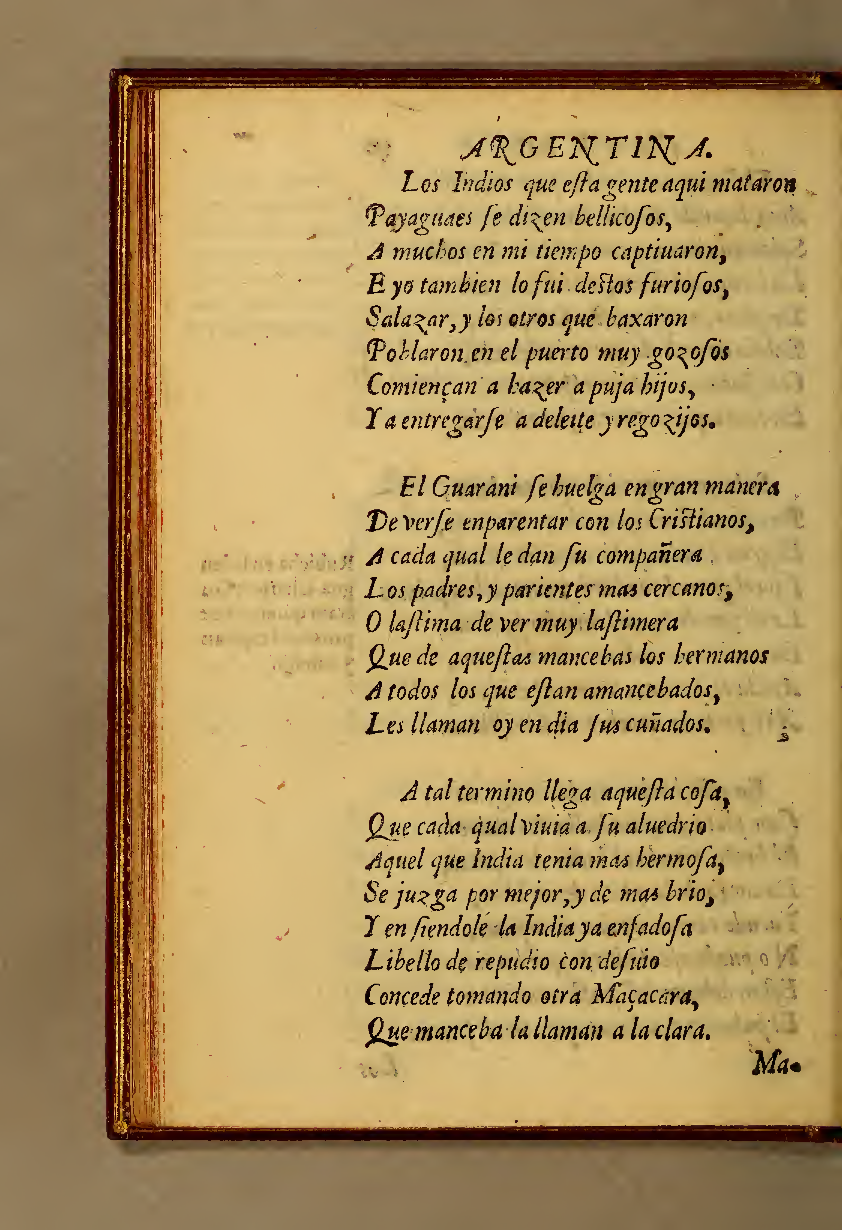 ARGENTINA.
Los Indios que esta gente aqui mataron
Payaguaes ſe dizen bellicoſos,
A muchos en mi tiempo captiuaron,
E yo tambien lo fui deſtos furioſos,
Salazar, y los otros que baxaron
Poblaron en el puerto muy gozoſos
Comiençan a hazer a puja hijos,
Y a entregarſe a deleite y regozijos.
El Guarani ſe huelga en gran manera
De verſe enparentar con los Criſtianos,
A cada qual le dan ſu compañera
Los padres, y parientes mas cercanos,
O laſtima de ver muy laſtimera
Que de aqueſtas mancebas los hermanos
A todos los que eſtan amancebados,
Les llaman oy en dia ſus cuñados.
A tal termino llega aqueſta coſa,
Que cada qual viuia a ſu aluedrio
Aquel que India tenia mas hermoſa,
Se juzga por mejor, y de mas brio,
Y en ſiendole la India ya enfadoſa
Libello de repudio con deſuio
Concede tomando otra Maçacara,
Que manceba la llaman a la clara.
Ma-